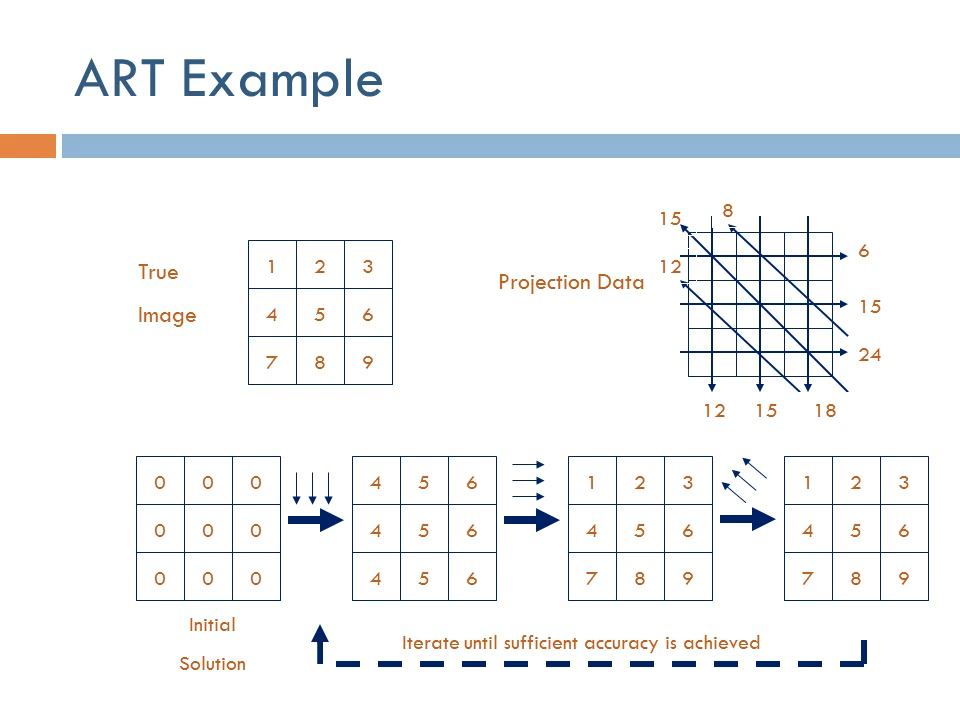 ART Example
True
Image
1 2 3
4 5 6
7 8 9
Projection Data
15 8
12
6
15
24
12 15 18
0 0 0
0 0 0
0 0 0
4 5 6
4 5 6
4 5 6
1 2 3
4 5 6
7 8 9
1 2 3
4 5 6
7 8 9
Initial
Solution
Iterate until sufficient accuracy is achieved